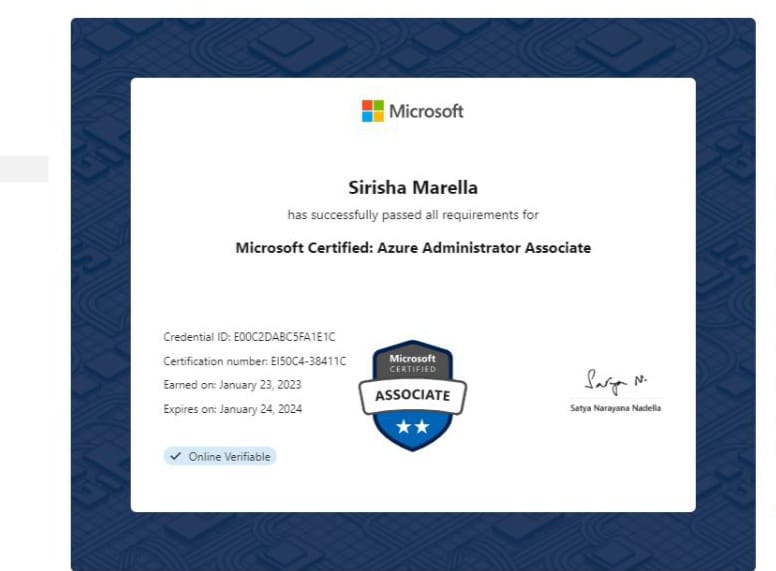 Microsoft
Sirisha Marella
has successfully passed all requirements for
Microsoft Certified: Azure Administrator Associate
Credential ID: E00C2DABC5FA1E1C
Certification number: EI50C4-38411C
Earned on: January 23, 2023
Expires on: January 24, 2024
Online Verifiable
Microsoft
CERTIFIED
ASSOCIATE
Satya N.
Satya Narayana Nadella